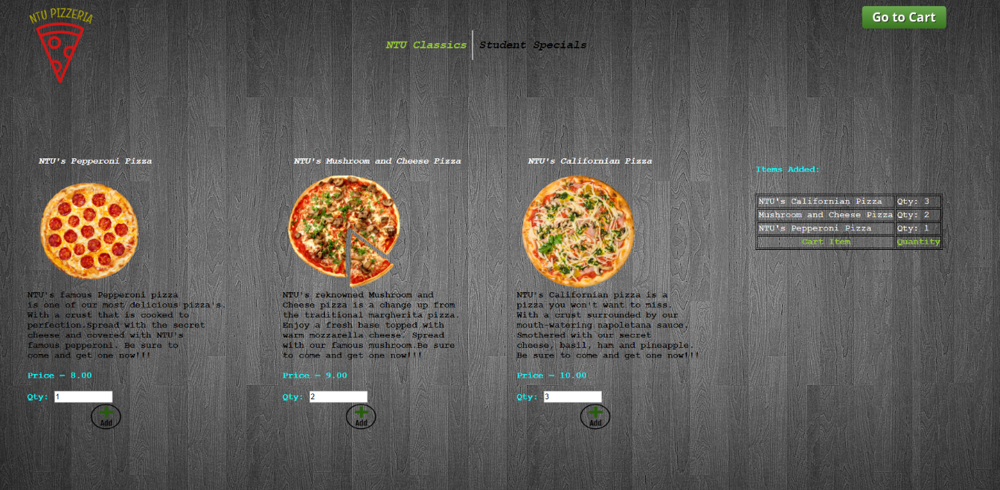 NTU PIZZERIA
Go to Cart
NTU Classics
Student Specials
NTU's Pepperoni Pizza
NTU's famous Pepperoni pizza
is one of our most delicious pizza's.
With a crust that is cooked to
perfection.Spread with the secret
cheese and covered with NTU's
famous pepperoni. Be sure to
come and get one now!!!
Price — 8.00
Qty: 1
Add
NTU's Mushroom and Cheese Pizza
NTU's reknowned Mushroom and
Cheese pizza is a change up from
the traditional margherita pizza.
Enjoy a fresh base topped with
warm mozzarella cheese. Spread
with our famous mushroom.Be sure
to come and get one now!!!
Price — 9.00
Qty: 2
Add
NTU's Californian Pizza
NTU's Californian pizza is a
pizza you won't want to miss.
With a crust surrounded by our
mouth-watering napoletana sauce.
Smothered with our secret
cheese, basil, ham and pineapple.
Be sure to come and get one now!!!
Price — 10.00
Qty: 3
Add
Items Added:
NTU's Californian Pizza Qty: 3
Mushroom and Cheese Pizza Qty: 2
NTU's Pepperoni Pizza Qty: 1
Cart Item Quantity